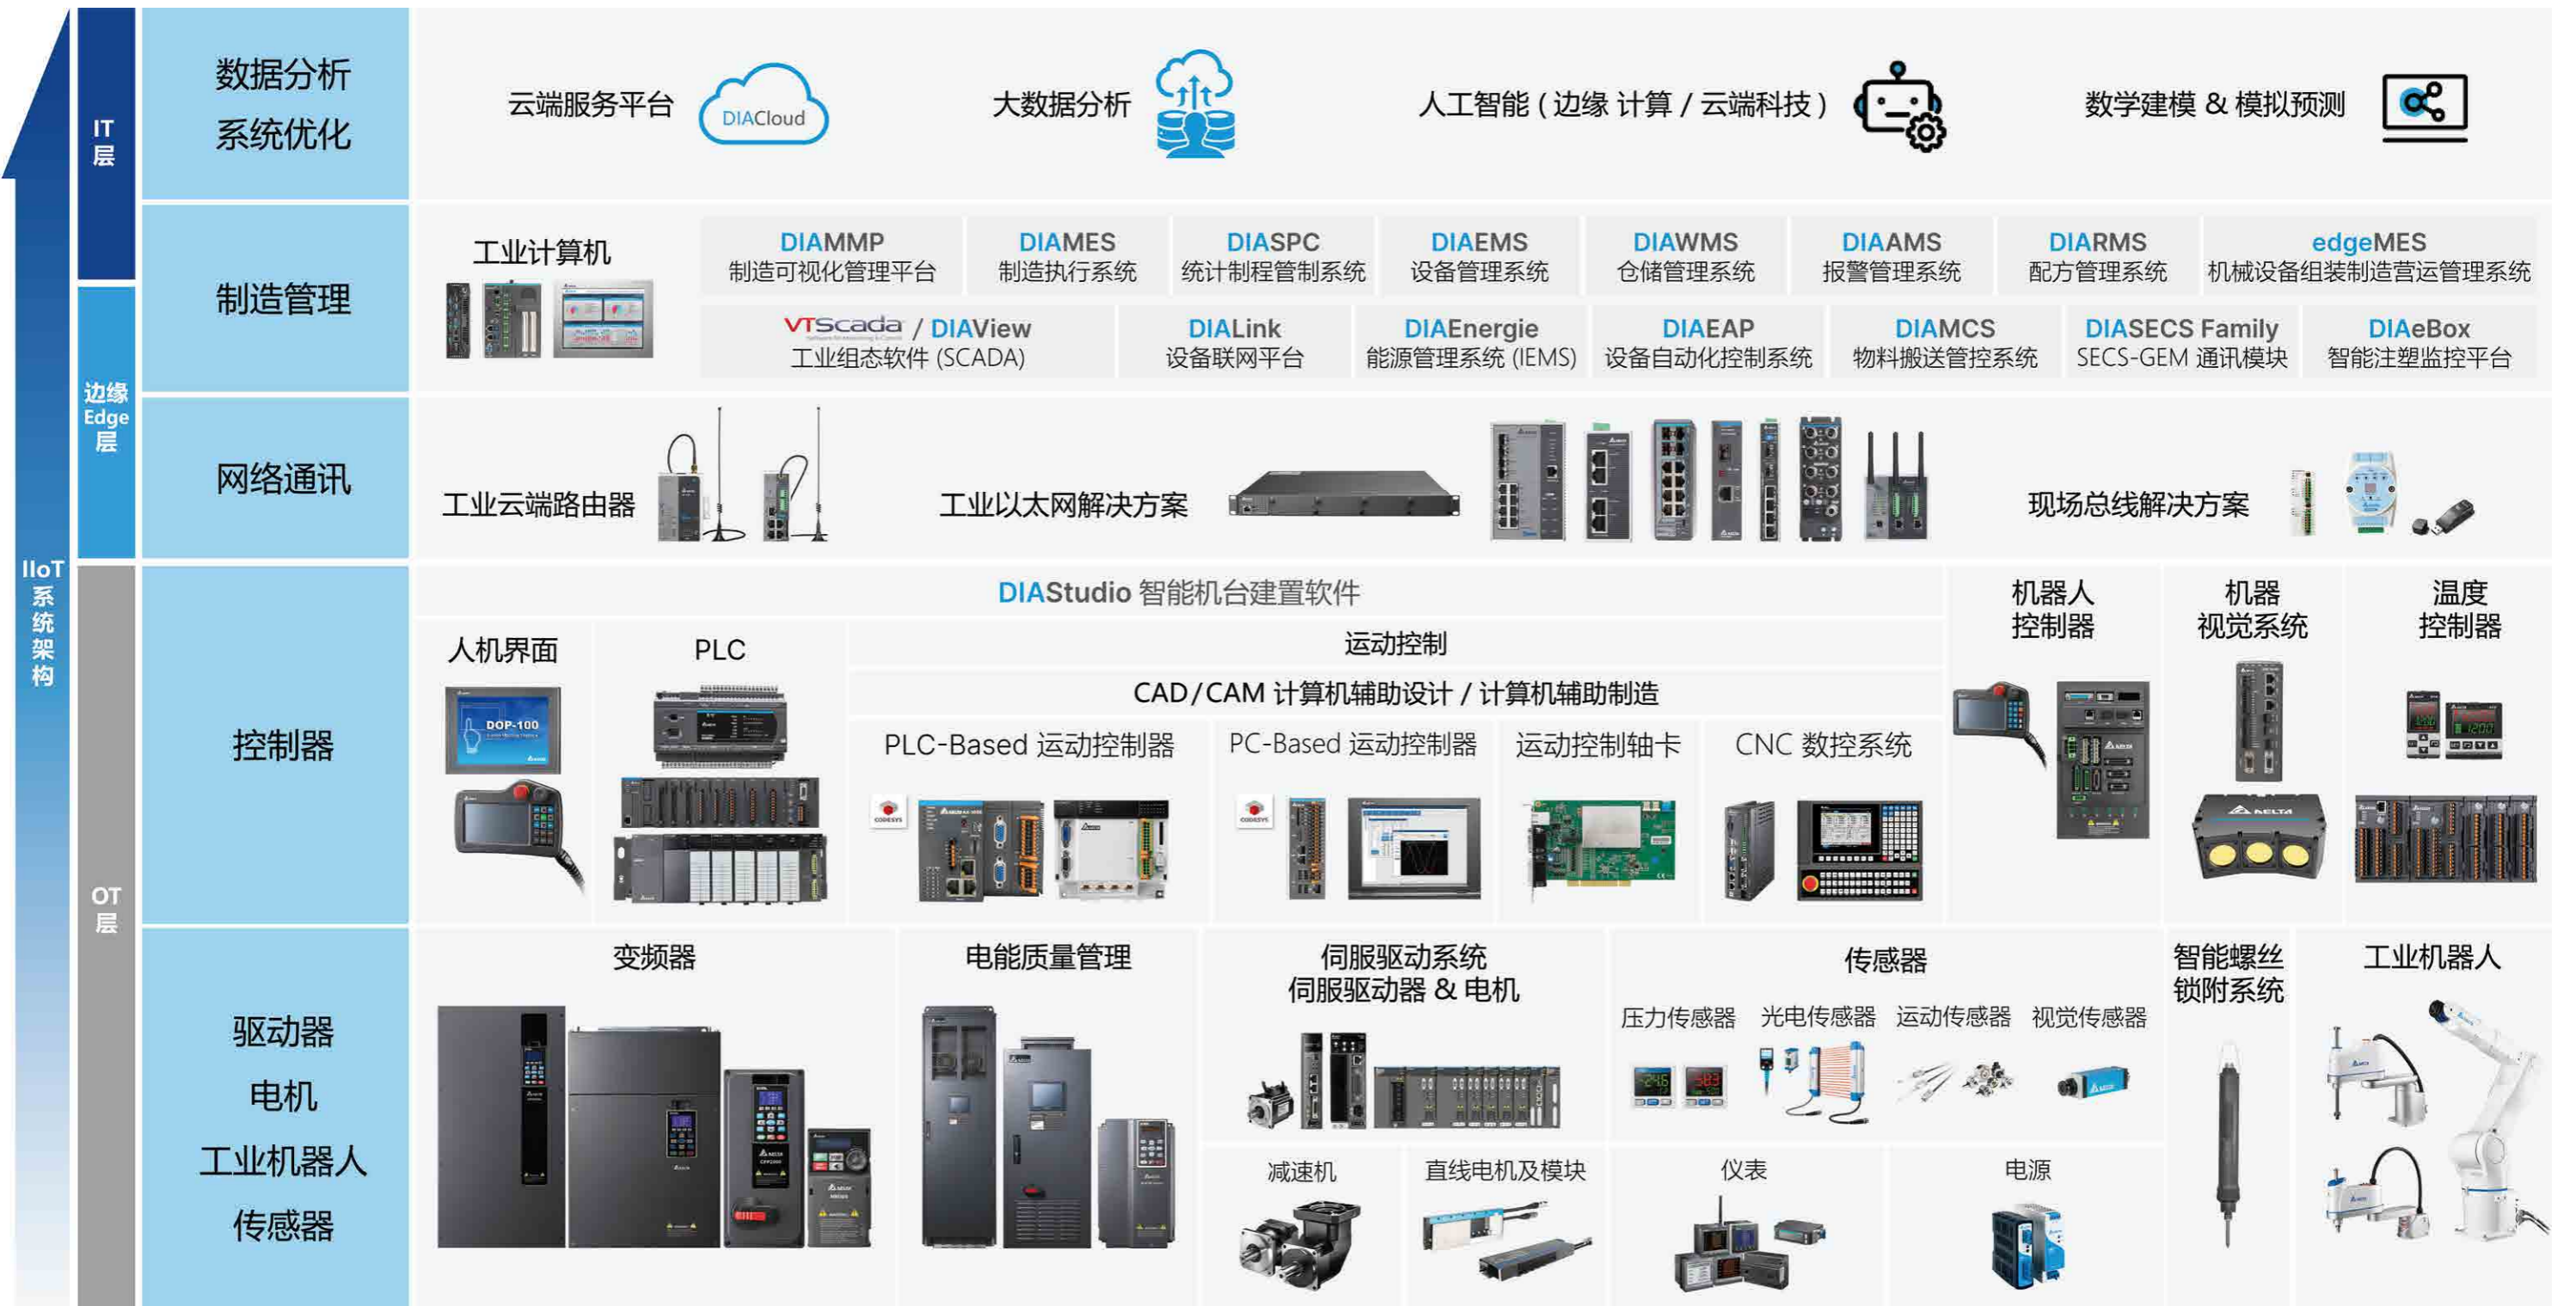 IIoT
系
统
架
构
IT
层
边缘
Edge
层
OT
层
数据分析
系统优化
云端服务平台
DIACloud
大数据分析
人工智能 ( 边缘 计算 / 云端科技 )
数学建模 & 模拟预测
制造管理
工业计算机
DIAMMP
制造可视化管理平台
DIAMES
制造执行系统
DIASPC
统计制程管制系统
DIAEMS
设备管理系统
DIAWMS
仓储管理系统
DIAAMS
报警管理系统
DIARMS
配方管理系统
edgeMES
机械设备组装制造营运管理系统
VTScada / DIAView
工业组态软件 (SCADA)
DIALink
设备联网平台
DIAEnergie
能源管理系统 (IEMS)
DIAEAP
设备自动化控制系统
DIAMCS
物料搬送管控系统
DIASECS Family
SECS-GEM 通讯模块
DIAeBox
智能注塑监控平台
网络通讯
工业云端路由器
工业以太网解决方案
现场总线解决方案
控制器
DIAStudio 智能机台建置软件
人机界面
DOP-100
PLC
运动控制
CAD/CAM 计算机辅助设计 / 计算机辅助制造
PLC-Based 运动控制器
CODESYS
PC-Based 运动控制器
CODESYS
运动控制轴卡
CNC 数控系统
机器人
控制器
机器
视觉系统
DELTA
温度
控制器
驱动器
电机
工业机器人
传感器
变频器
电能质量管理
伺服驱动系统
伺服驱动器 & 电机
传感器
压力传感器
光电传感器
运动传感器
视觉传感器
减速机
直线电机及模块
仪表
电源
智能螺丝
锁附系统
工业机器人